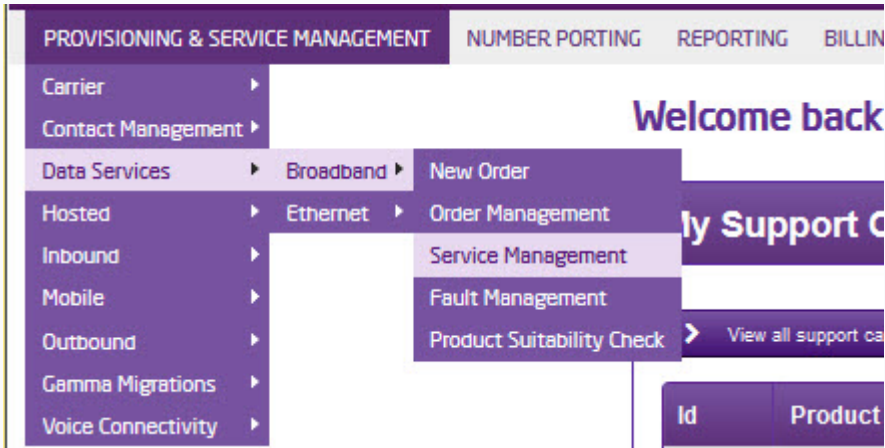 PROVISIONING & SERVICE MANAGEMENT NUMBER PORTING REPORTING
Welcome back
Carrier
Contact Management
Data Services Broadband New Order
Hosted Ethernet Order Management
Support
Inbound Service Management
Mobile Fault Management
Outbound Product Suitability Check
View all support
Gamma Migrations
Voice Connectivity
Id Product